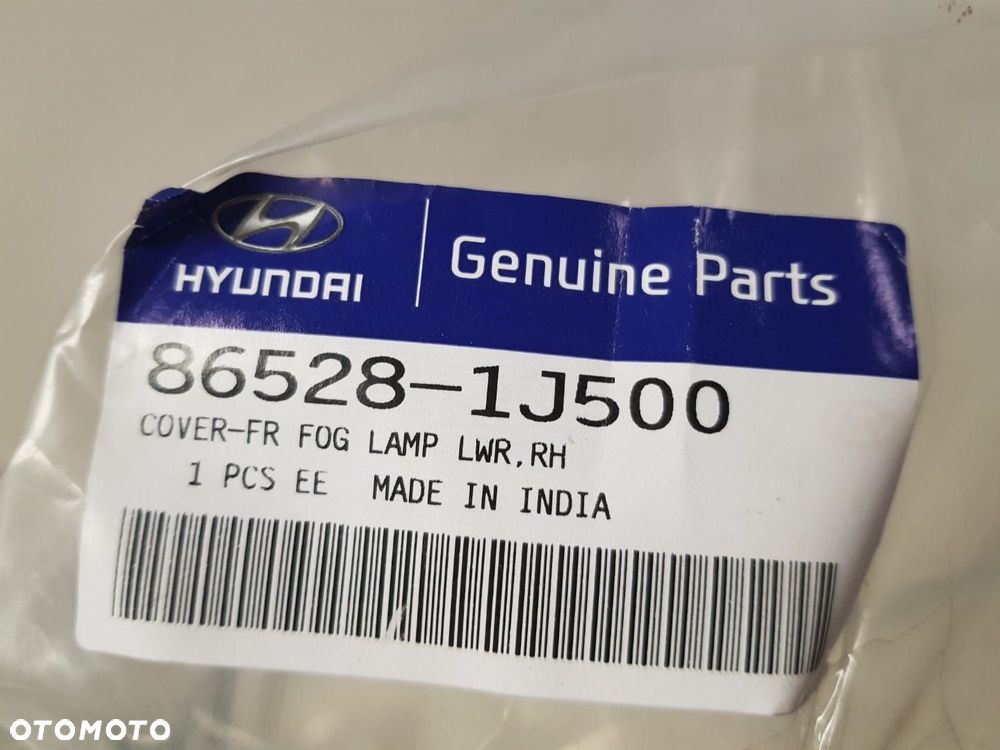 HYUNDAI
Genuine Parts
86528-1J500
COVER-FR FOG LAMP LWR,RH
1 PCS EE MADE IN INDIA
OTOMOTO